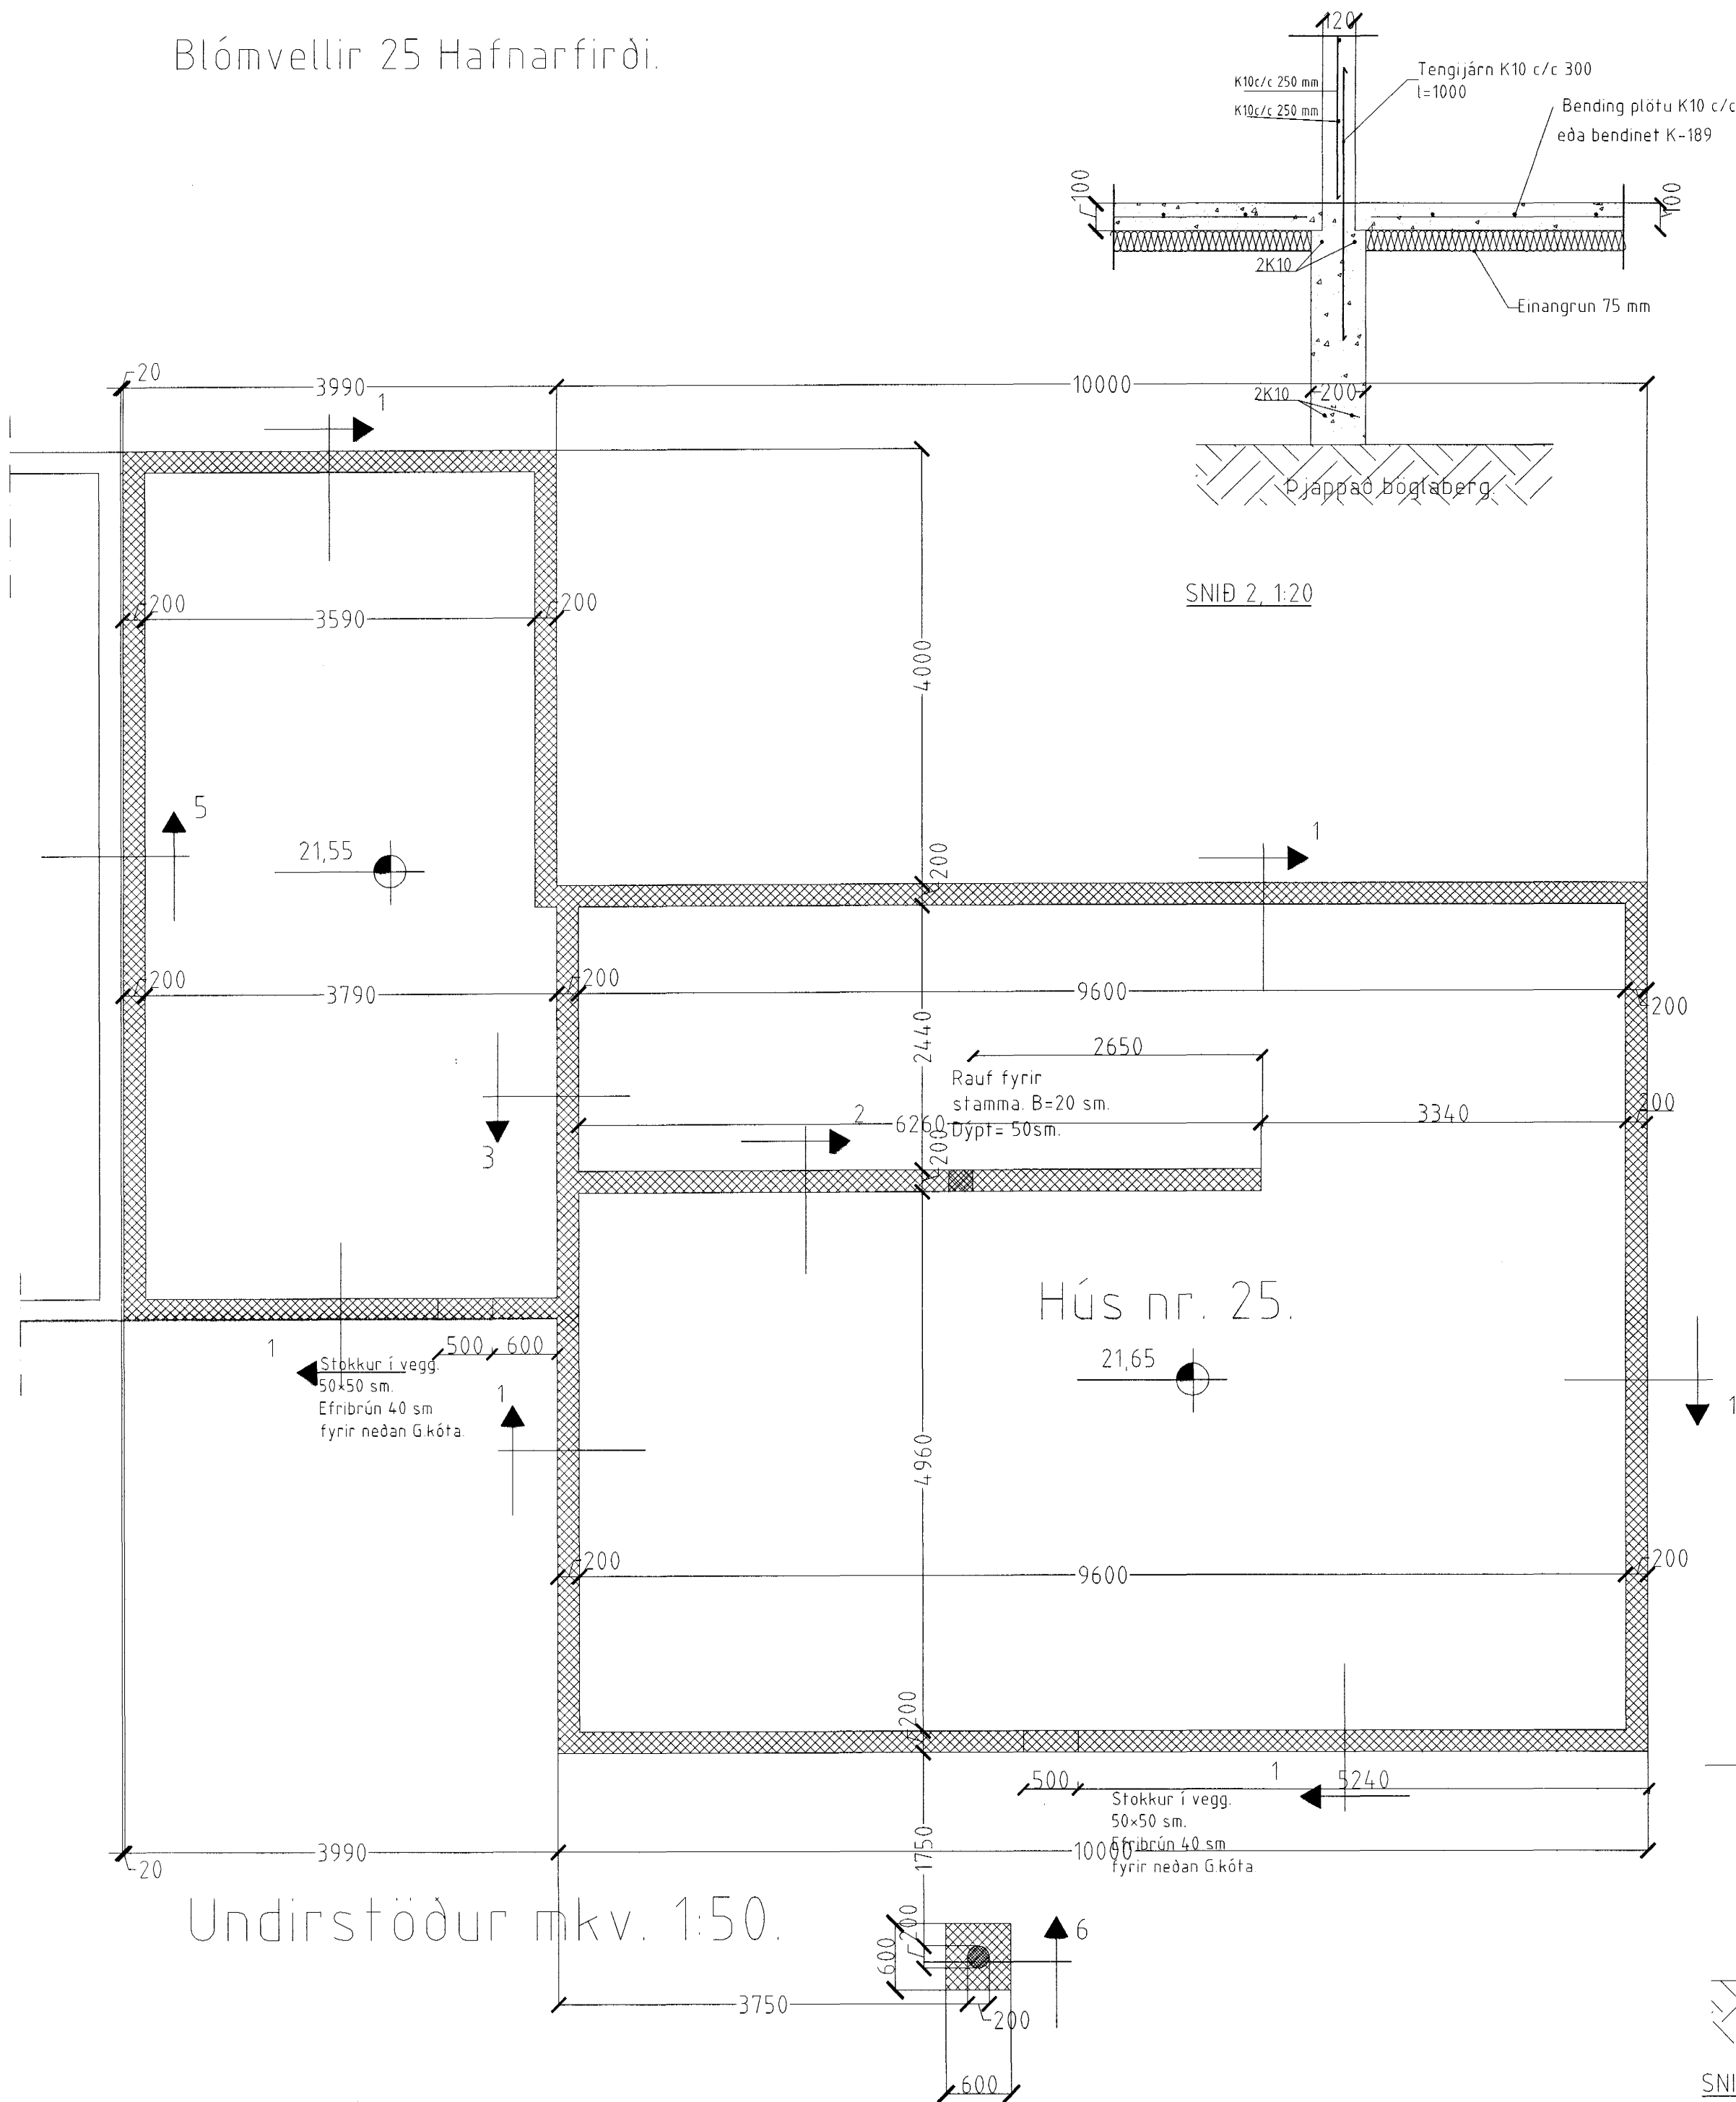 Blómvellir 25 Hafnarfirði.
120
K10c/c 250 mm
K10c/c 250 mm
Tengijárn K10 c/c 300
l=1000
Bending plötu K10 c/c
eða bendinet K-189
100
100
2K10
Einangrun 75 mm
2K10
200
Þjappað böglaberg.
SNIÐ 2, 1:20
20
3990
10000
1
200
3590
200
4000
5
21,55
200
1
200
3790
200
9600
200
2440
2650
Rauf fyrir
stamma. B=20 sm.
Dýpt= 50sm.
6260
3340
200
2
200
3
Hús nr. 25.
21,65
500
600
1
Stokkur í vegg.
50×50 sm.
Efribrún 40 sm
fyrir neðan G.kóta.
1
1
4960
200
9600
200
200
500
1
5240
Stokkur í vegg.
50×50 sm.
Efribrún 40 sm
fyrir neðan G.kóta.
20
3990
10000
1750
Undirstöður mkv. 1:50.
200
600
6
3750
200
600
SNI